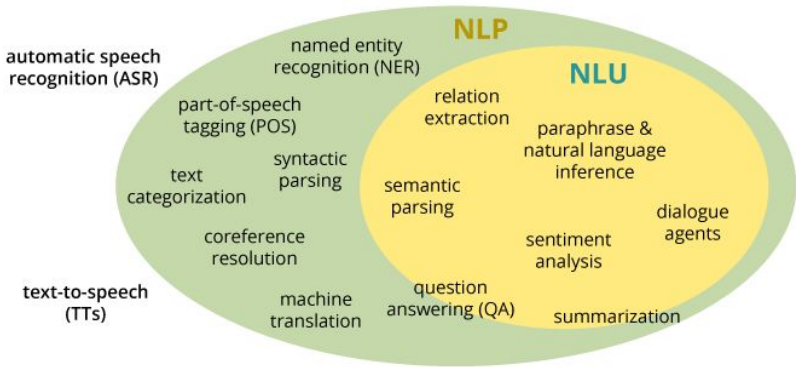 NLP
named entity
recognition (NER)
automatic speech
recognition (ASR)
NLU
relation
extraction
part-of-speech
tagging (POS)
paraphrase &
natural language
inference
syntactic
parsing
text
categorization
semantic
parsing
dialogue
agents
coreference
resolution
sentiment
analysis
text-to-speech
(TTs)
machine
translation
question
answering (QA)
summarization